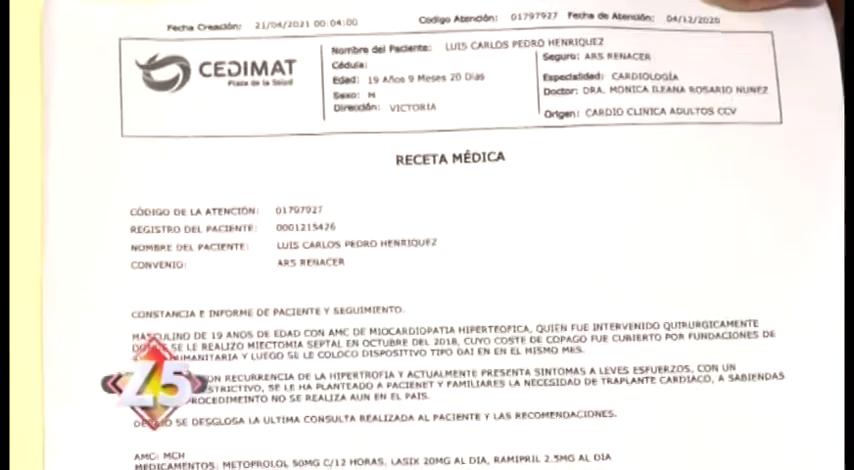 Fecha Creación: 21/04/2021 00:04:00 Codigo Atención: 01797927 Fecha de Atención: 04/12/2020
CEDIMAT
Plaza de la Salud
Nombre del Paciente: LUIS CARLOS PEDRO HENRIQUEZ
Cédula:
Edad: 19 Años 9 Meses 20 Dias
Sexo: M
Dirección: VICTORIA
Seguro: ARS RENACER
Especialidad: CARDIOLOGÍA
Doctor: DRA. MONICA ILEANA ROSARIO NUNEZ
Origen: CARDIO CLINICA ADULTOS CCV
RECETA MÉDICA
CÓDIGO DE LA ATENCIÓN: 01797927
REGISTRO DEL PACIENTE: 0001215426
NOMBRE DEL PACIENTE: LUIS CARLOS PEDRO HENRIQUEZ
CONVENIO: ARS RENACER
CONSTANCIA E INFORME DE PACIENTE Y SEGUIMIENTO.
MASCULINO DE 19 ANOS DE EDAD CON AMC DE MIOCARDIOPATIA HIPERTEOFICA, QUIEN FUE INTERVENIDO QUIRURGICAMENTE
SE LE REALIZO MIECTOMIA SEPTAL EN OCTUBRE DEL 2018, CUYO COSTE DE COPAGO FUE CUBIERTO POR FUNDACIONES DE
HUMANITARIA Y LUEGO SE LE COLOCO DISPOSITIVO TIPO DAI EN EN EL MISMO MES.
CON RECURRENCIA DE LA HIPERTROFIA Y ACTUALMENTE PRESENTA SINTOMAS A LEVES ESFUERZOS, CON UN
STRICTIVO, SE LE HA PLANTEADO A PACIENET Y FAMILIARES LA NECESIDAD DE TRAPLANTE CARDIACO, A SABIENDAS
ROCEDIMEINTO NO SE REALIZA AUN EN EL PAIS.
SE DESGLOSA LA ULTIMA CONSULTA REALIZADA AL PACIENTE Y LAS RECOMENDACIONES.
Z5
AMC: MCH
MEDICAMENTOS: METOPROLOL 50MG C/12 HORAS, LASIX 20MG AL DIA, RAMIPRIL 2.5MG AL DIA